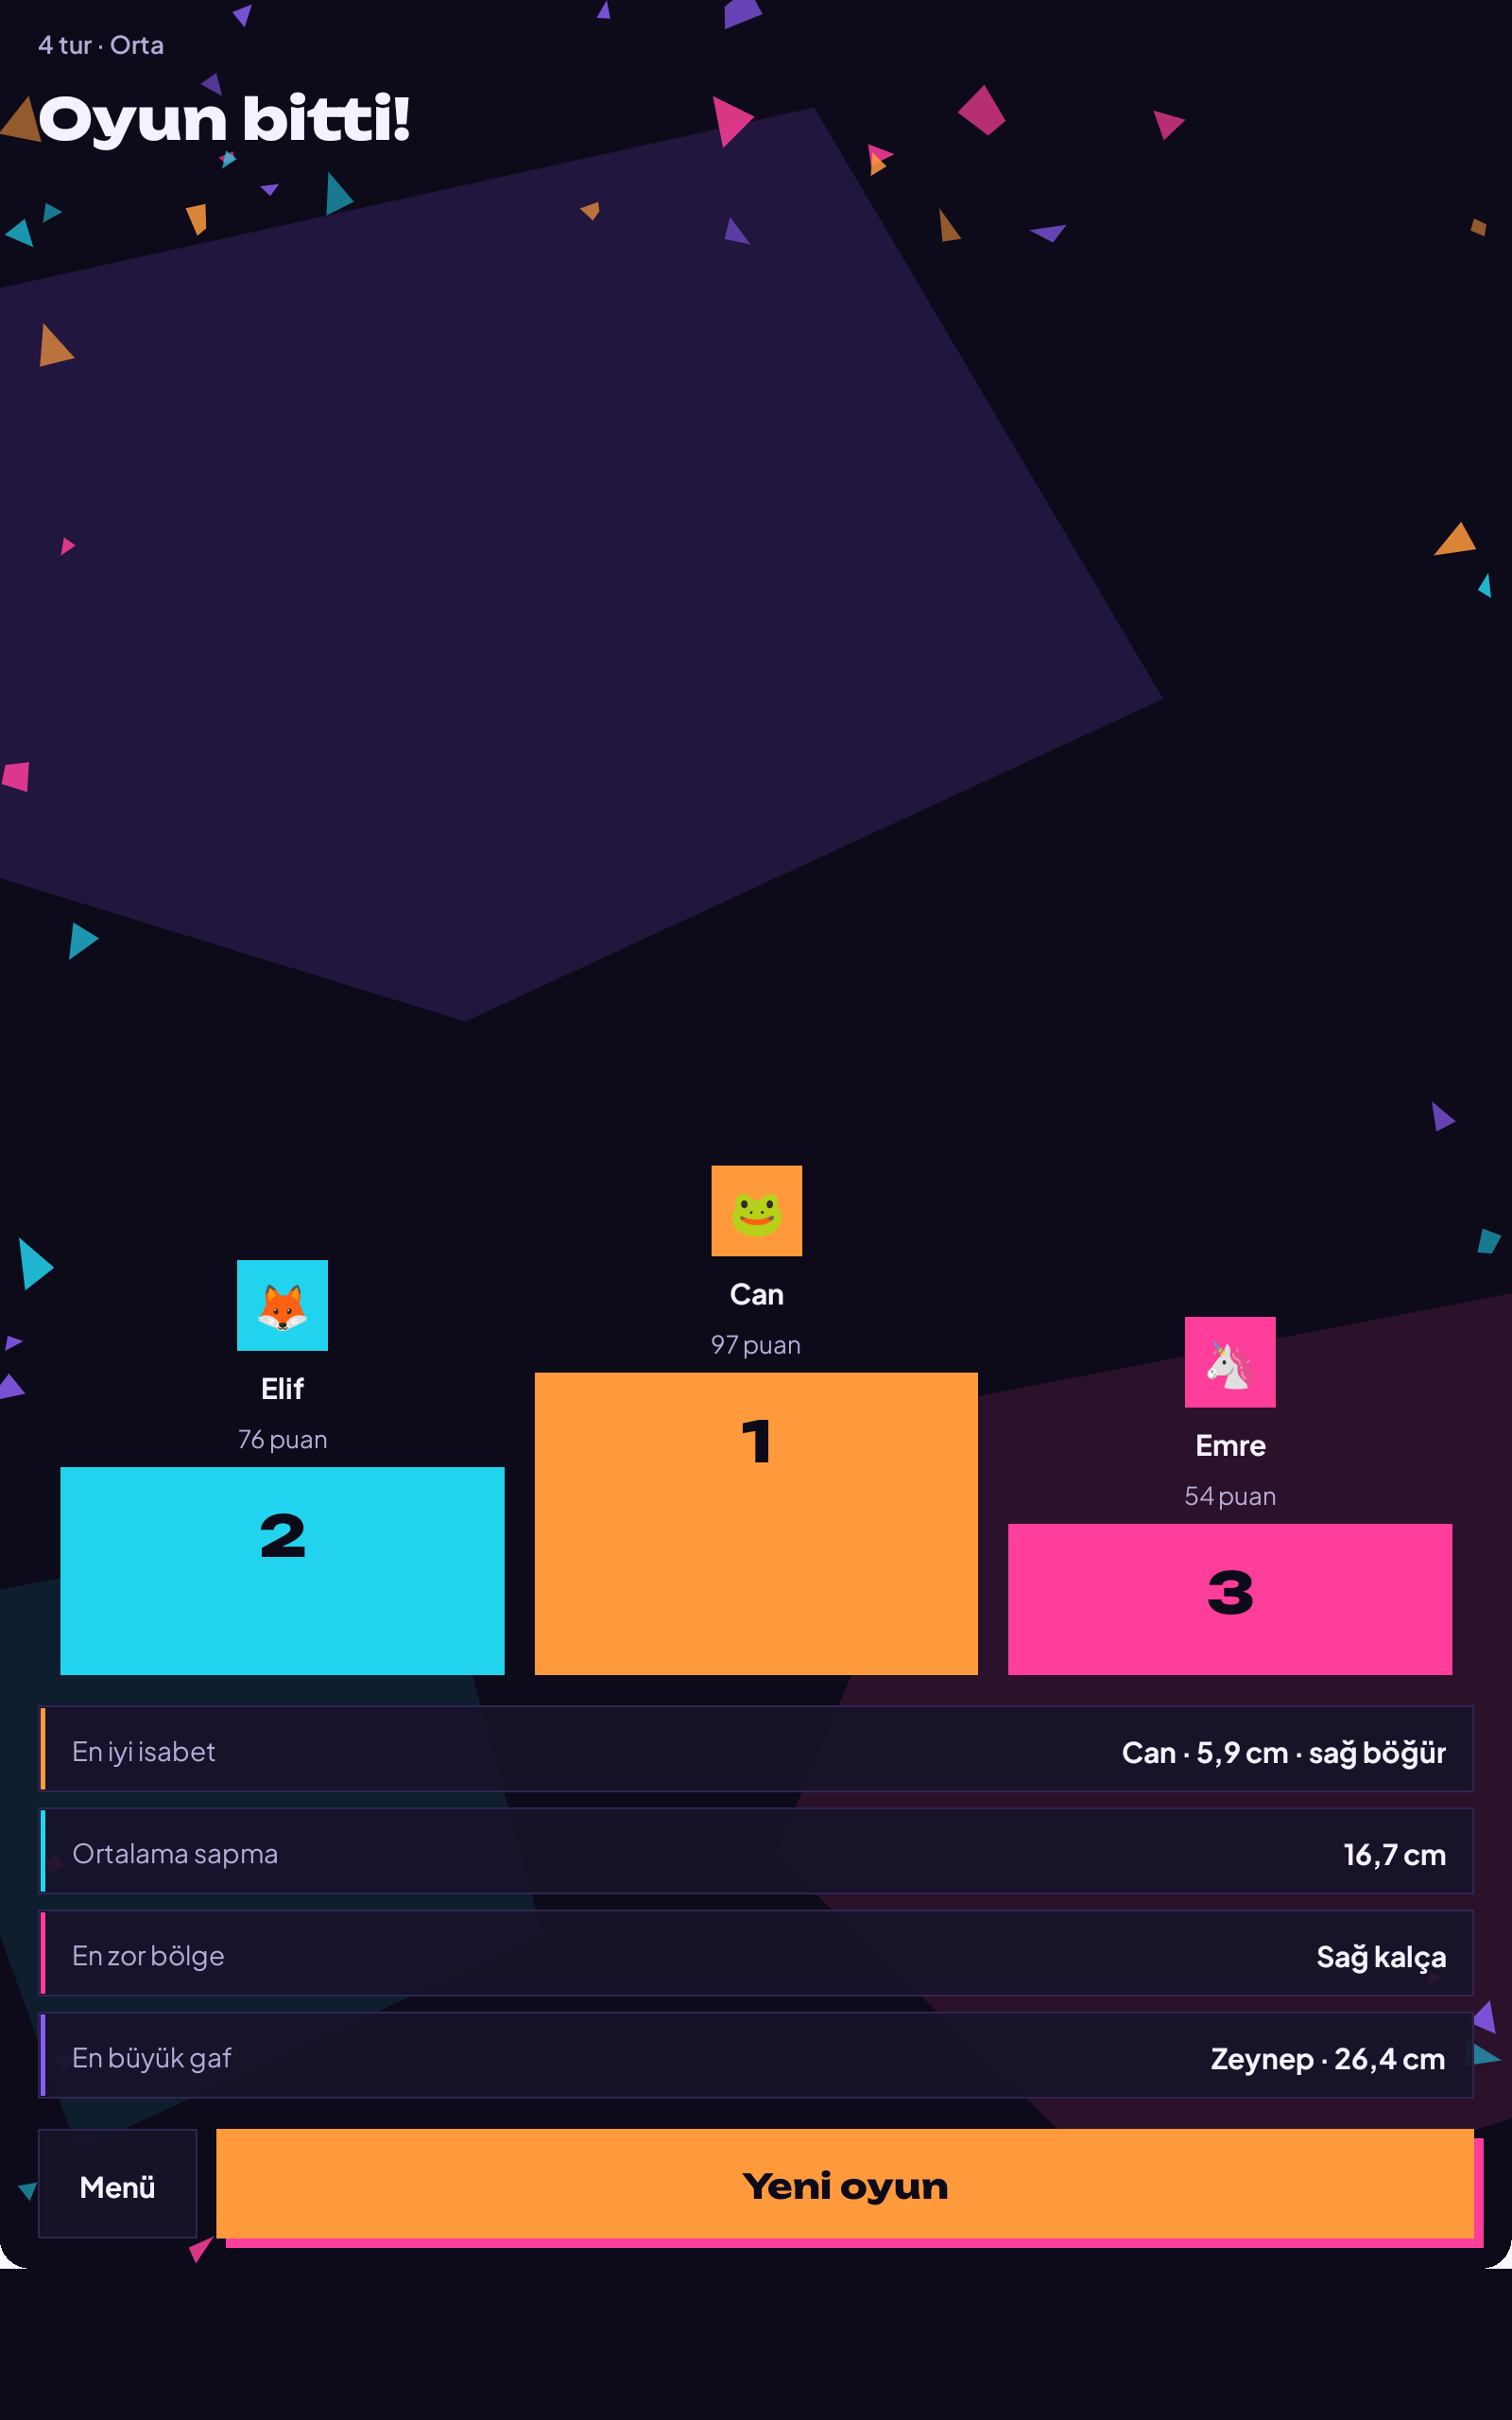 4 tur · Orta
Oyun bitti!
Can
97 puan
1
Elif
76 puan
2
Emre
54 puan
3
En iyi isabet
Can · 5,9 cm · sağ böğür
Ortalama sapma
16,7 cm
En zor bölge
Sağ kalça
En büyük gaf
Zeynep · 26,4 cm
Menü
Yeni oyun